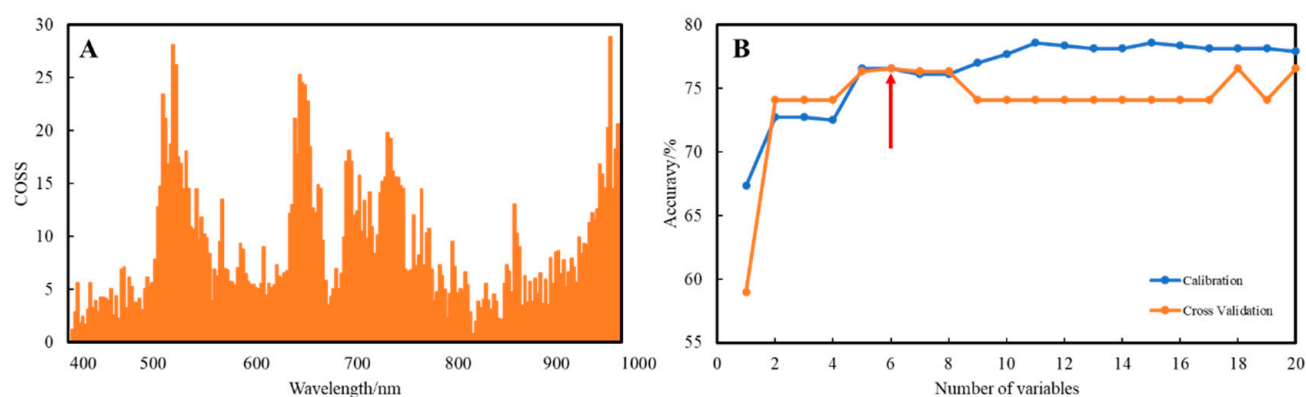 A
COSS
30
25
20
15
10
5
0
400 500 600 700 800 900 1000
Wavelength/nm
B
Accuravy/%
80
75
70
65
60
55
Calibration
Cross Validation
0 2 4 6 8 10 12 14 16 18 20
Number of variables